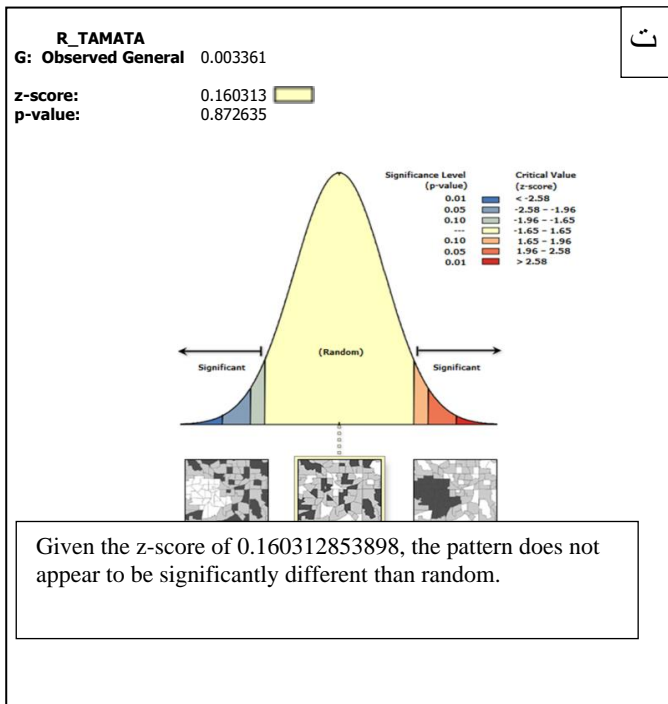 ت
R_TAMATA
G: Observed General 0.003361
z-score: 0.160313
p-value: 0.872635
Significance Level Critical Value
(p-value) (z-score)
0.01 < -2.58
0.05 -2.58 - -1.96
0.10 -1.96 - -1.65
--- -1.65 - 1.65
0.10 1.65 - 1.96
0.05 1.96 - 2.58
0.01 > 2.58
(Random)
Significant Significant
Given the z-score of 0.160312853898, the pattern does not
appear to be significantly different than random.